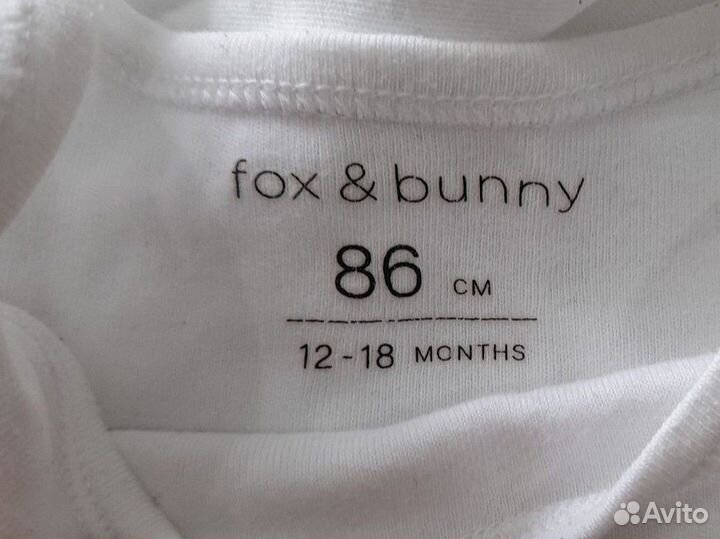 fox & bunny
86 CM
12-18 MONTHS
Avito